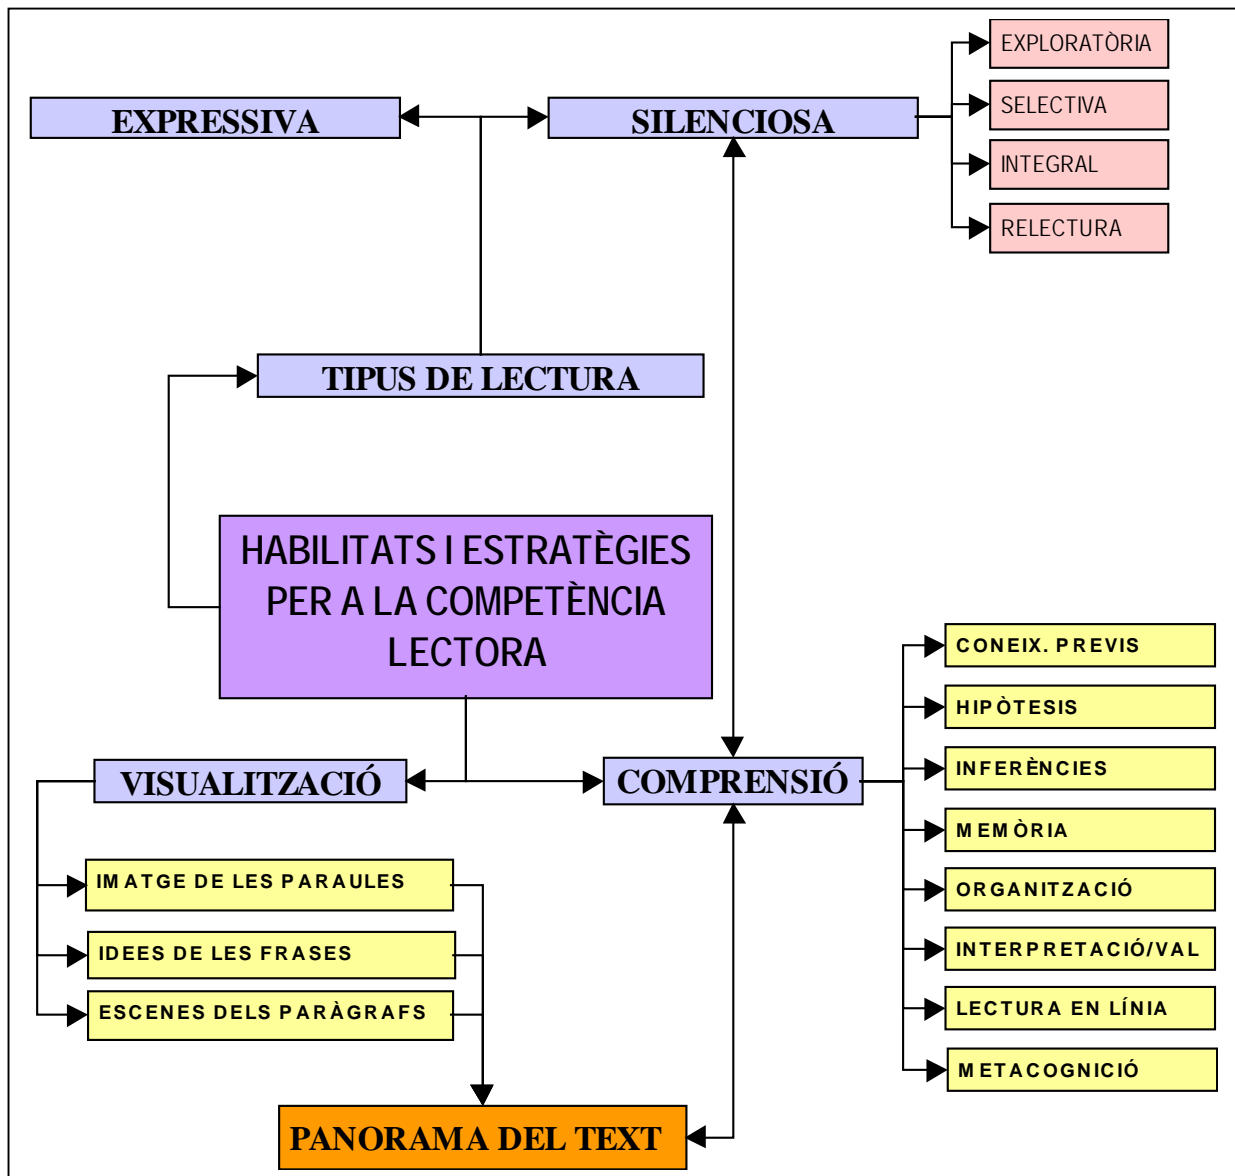 EXPLORATÒRIA
EXPRESSIVA
SILENCIOSA
SELECTIVA
INTEGRAL
RELECTURA
TIPUS DE LECTURA
HABILITATS I ESTRATÈGIES
PER A LA COMPETÈNCIA
LECTORA
CONEIX. PREVIS
HIPÒTESIS
VISUALITZACIÓ
COMPRENSIÓ
INFERÈNCIES
MEMÒRIA
IMATGE DE LES PARAULES
ORGANITZACIÓ
IDEES DE LES FRASES
INTERPRETACIÓ/VAL
ESCENES DELS PARÀGRAFS
LECTURA EN LÍNIA
METACOGNICIÓ
PANORAMA DEL TEXT